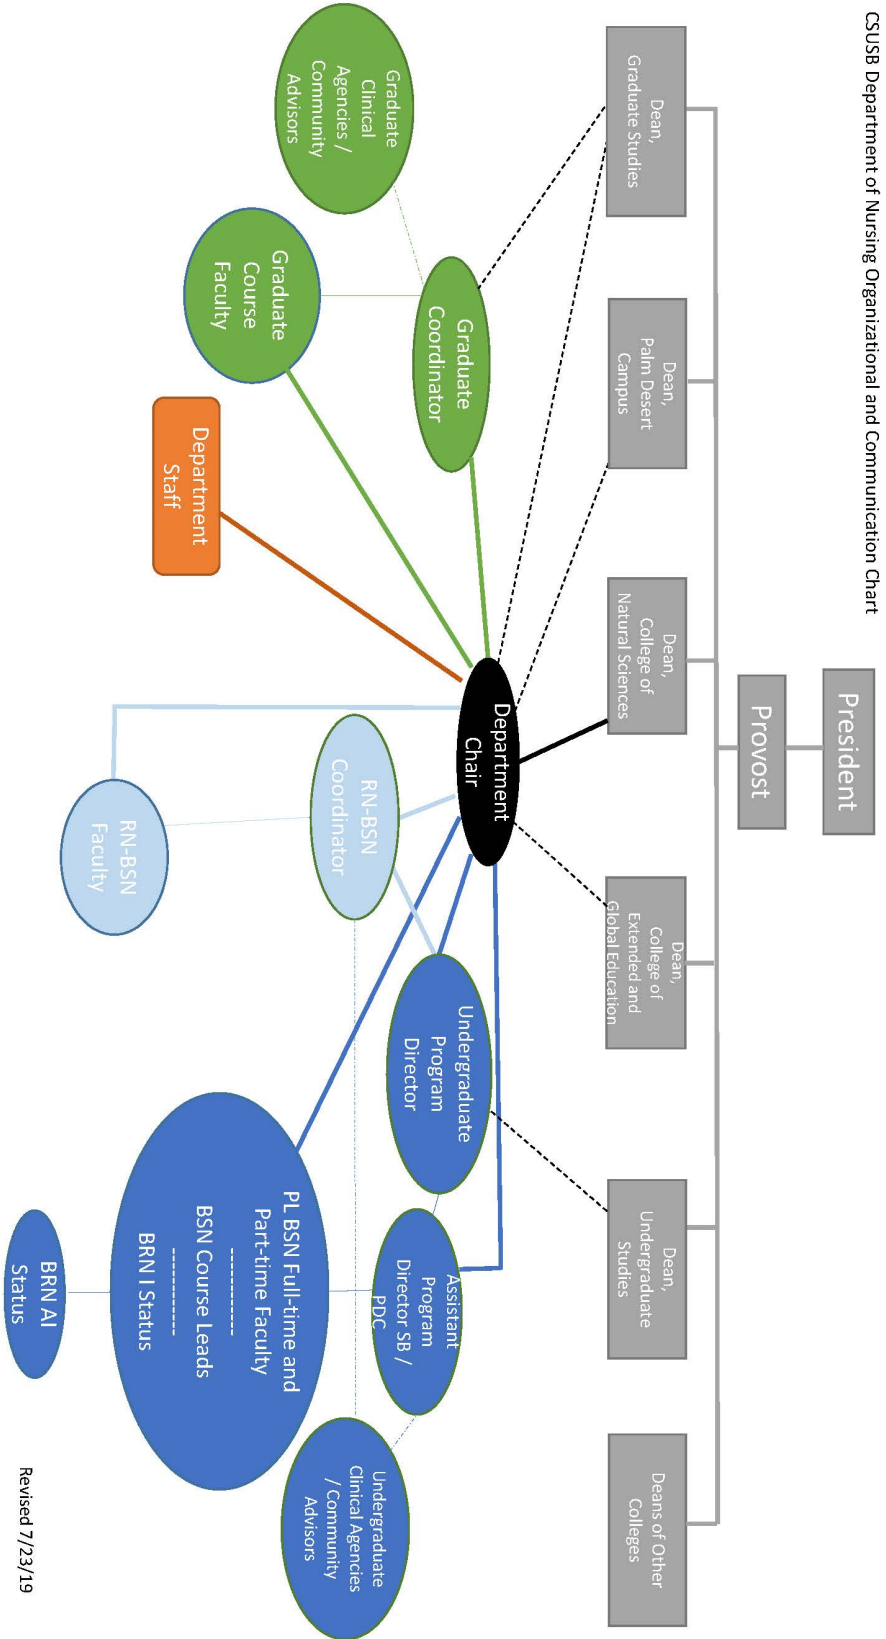 CSUSB Department of Nursing Organizational and Communication Chart
President
Provost
Dean,
Graduate Studies
Dean,
Palm Desert
Campus
Dean,
College of
Natural Sciences
Dean,
College of
Extended and
Global Education
Dean,
Undergraduate
Studies
Deans of Other
Colleges
Department
Chair
Graduate
Coordinator
Graduate
Clinical
Agencies /
Community
Advisors
Graduate
Course
Faculty
Department
Staff
RN-BSN
Coordinator
RN-BSN
Faculty
Undergraduate
Program
Director
Assistant
Program
Director SB /
PDC
PL BSN Full-time and
Part-time Faculty
------------
BSN Course Leads
------------
BRN I Status
BRN AI
Status
Undergraduate
Clinical Agencies
/ Community
Advisors
Revised 7/23/19